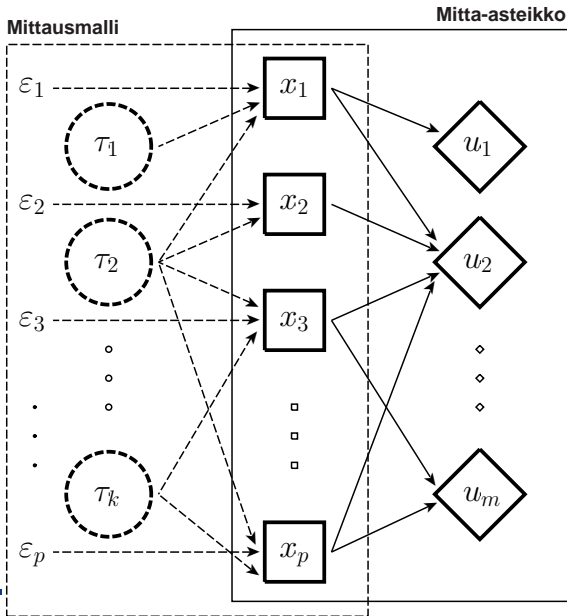 Mitta-asteikko
Mittausmalli
ε₁ x₁
τ₁ u₁
ε₂ x₂
τ₂ u₂
ε₃ x₃
τₖ uₘ
εₚ xₚ